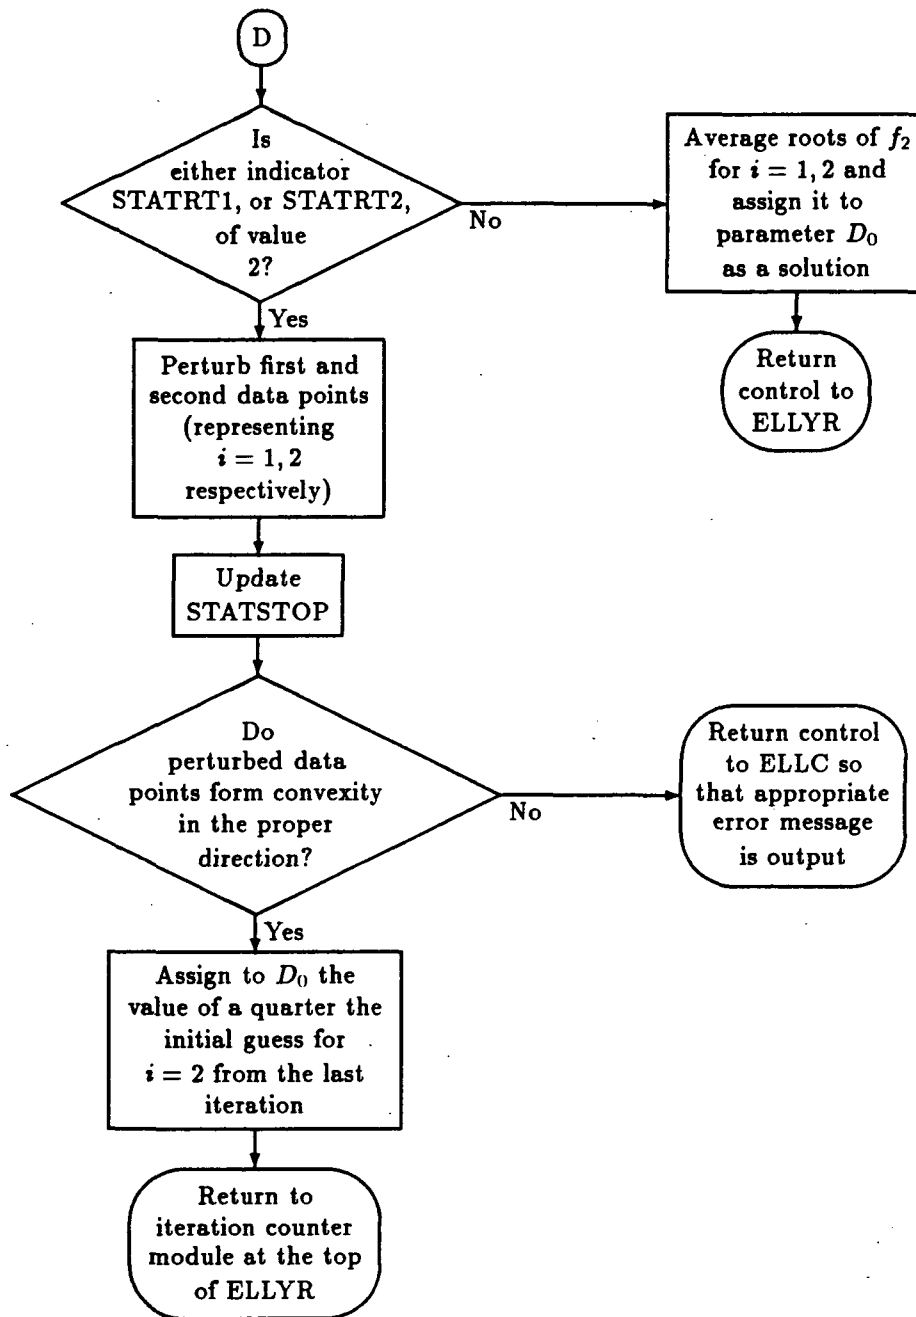 D
Is
either indicator
STATRT1, or STATRT2,
of value
2?
No
Average roots of f₂
for i = 1, 2 and
assign it to
parameter D₀
as a solution
Return
control to
ELLYR
Yes
Perturb first and
second data points
(representing
i = 1, 2
respectively)
Update
STATSTOP
Do
perturbed data
points form convexity
in the proper
direction?
No
Return control
to ELLC so
that appropriate
error message
is output
Yes
Assign to D₀ the
value of a quarter the
initial guess for
i = 2 from the last
iteration
Return to
iteration counter
module at the top
of ELLYR